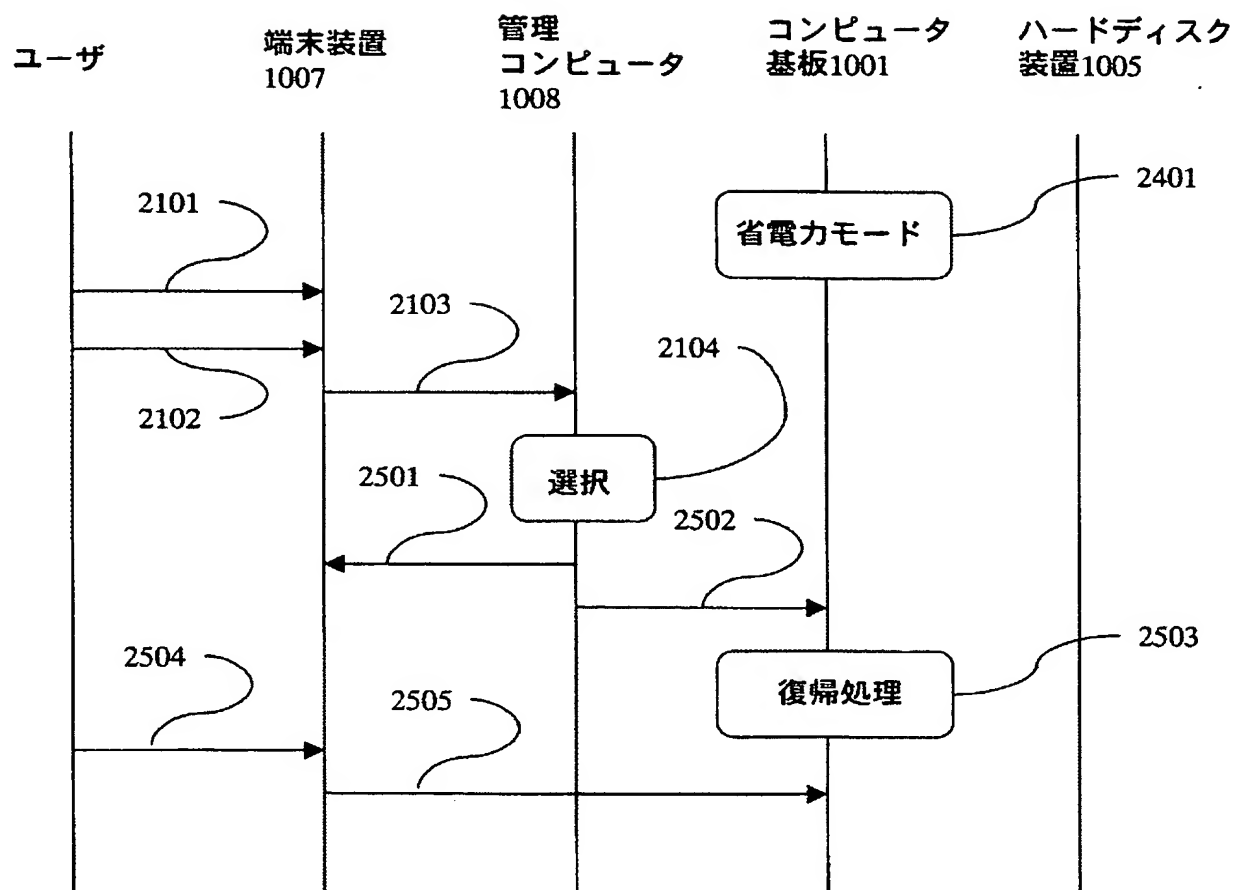 ユーザ
端末装置
1007
管理
コンピュータ
1008
コンピュータ
基板1001
ハードディスク
装置1005
2401
省電力モード
2101
2103
2104
2102
選択
2501
2502
2503
復帰処理
2504
2505